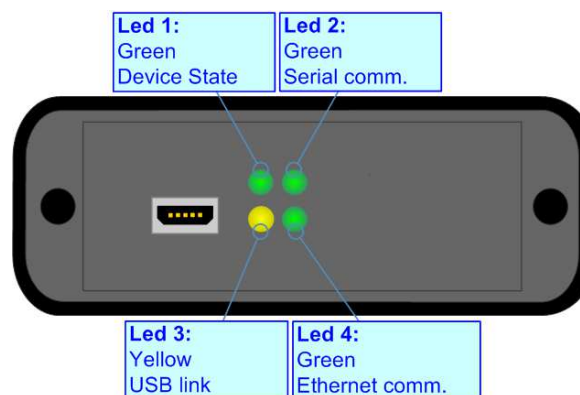 Led 1:
Green
Device State
Led 2:
Green
Serial comm.
Led 3:
Yellow
USB link
Led 4:
Green
Ethernet comm.